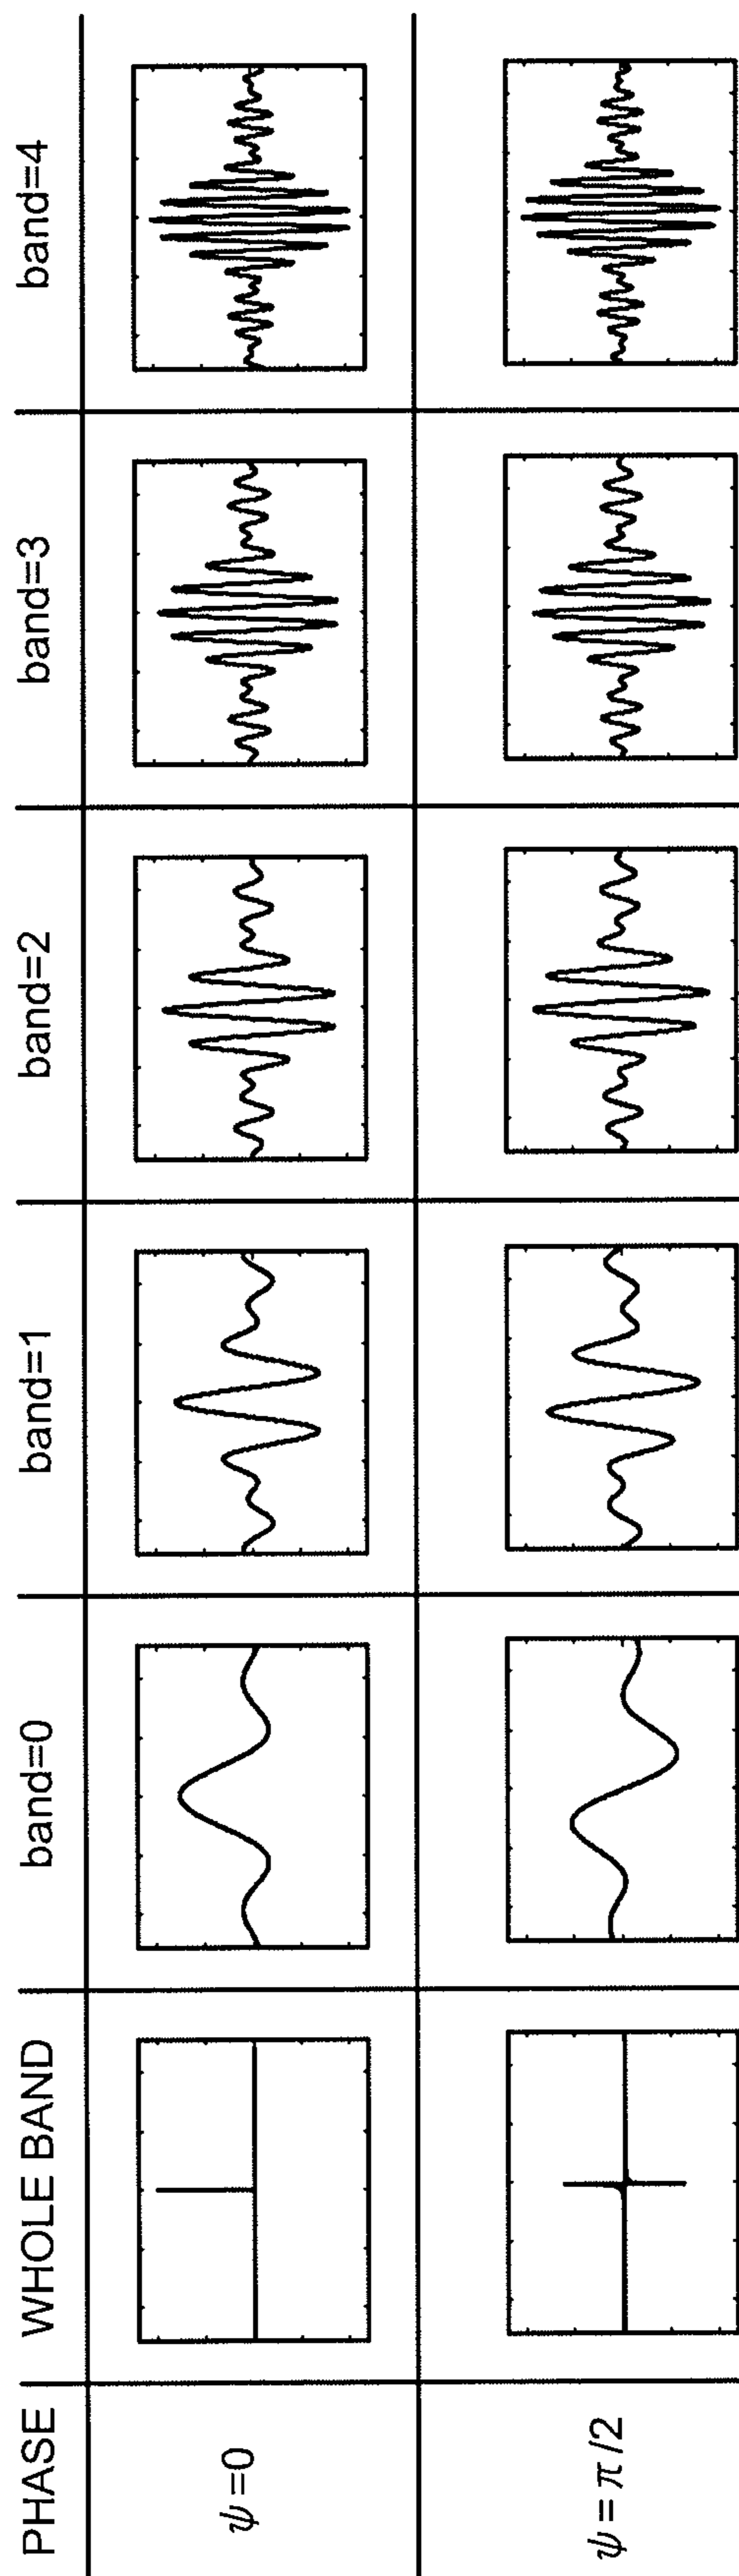 PHASE WHOLE BAND band=0 band=1 band=2 band=3 band=4
ψ=0
ψ=π/2